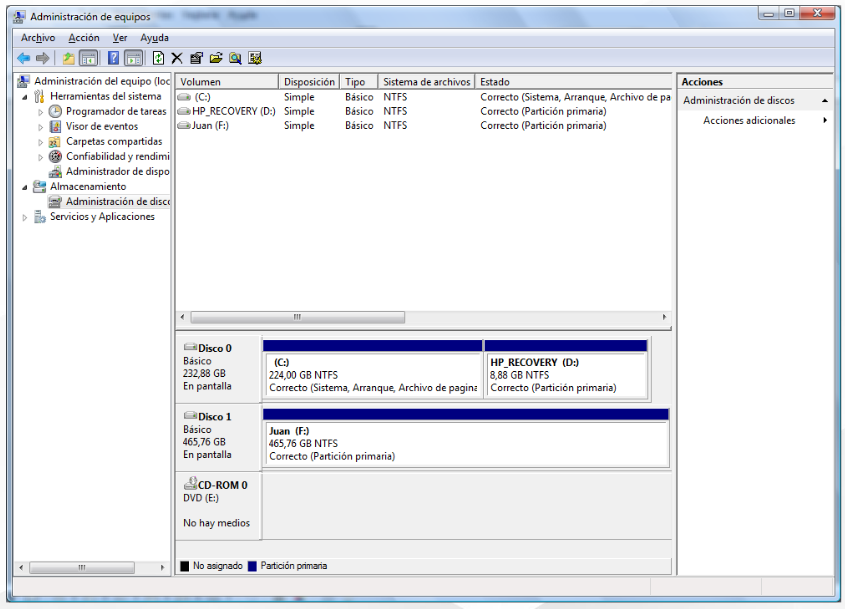 Administración de equipos
Archivo Acción Ver Ayuda
Administración del equipo (loc
Herramientas del sistema
Programador de tareas
Visor de eventos
Carpetas compartidas
Confiabilidad y rendimi
Administrador de dispo
Almacenamiento
Administración de disco
Servicios y Aplicaciones
Volumen Disposición Tipo Sistema de archivos Estado
(C:) Simple Básico NTFS Correcto (Sistema, Arranque, Archivo de pa
HP_RECOVERY (D:) Simple Básico NTFS Correcto (Partición primaria)
Juan (F:) Simple Básico NTFS Correcto (Partición primaria)
Disco 0
Básico
232,88 GB
En pantalla
(C:)
224,00 GB NTFS
Correcto (Sistema, Arranque, Archivo de pagina
HP_RECOVERY (D:)
8,88 GB NTFS
Correcto (Partición primaria)
Disco 1
Básico
465,76 GB
En pantalla
Juan (F:)
465,76 GB NTFS
Correcto (Partición primaria)
CD-ROM 0
DVD (E:)
No hay medios
No asignado Partición primaria
Acciones
Administración de discos
Acciones adicionales